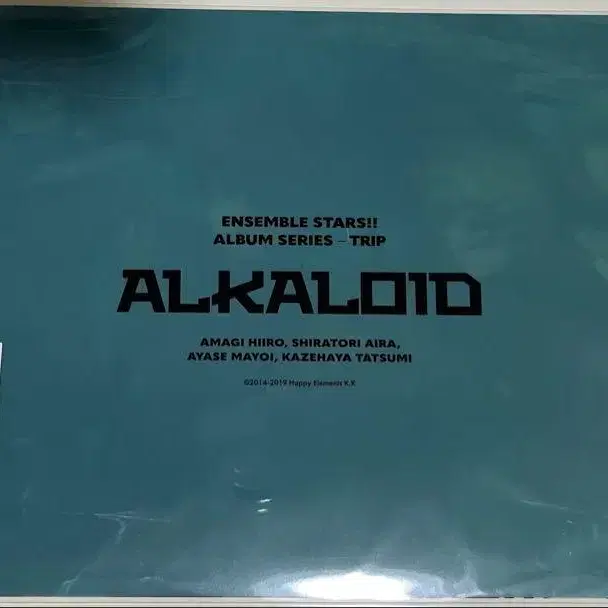 ENSEMBLE STARS!!
ALBUM SERIES – TRIP
ALKALOID
AMAGI HIIRO, SHIRATORI AIRA,
AYASE MAYOI, KAZEHAYA TATSUMI
©2014-2019 Happy Elements K.K